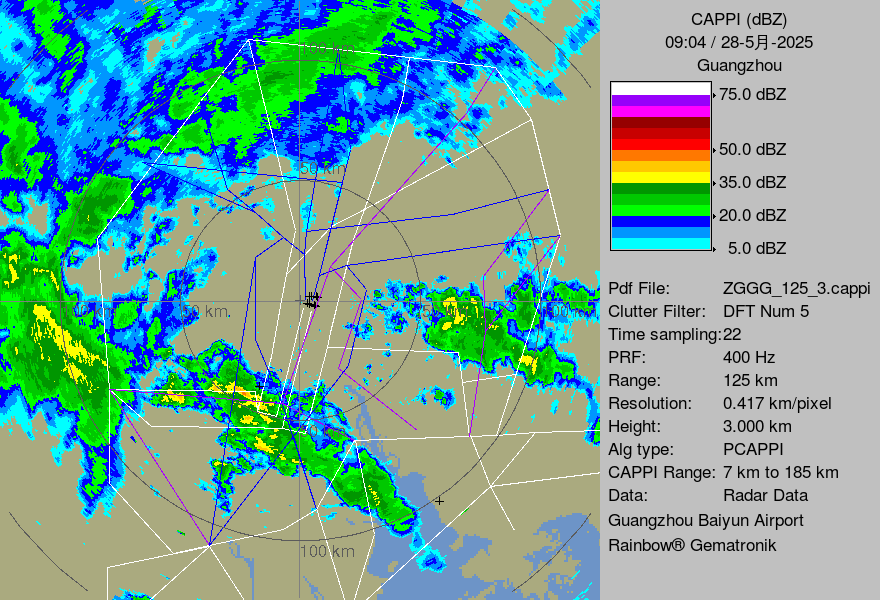 CAPPI (dBZ)
09:04 / 28-5月-2025
Guangzhou
75.0 dBZ
50.0 dBZ
35.0 dBZ
20.0 dBZ
5.0 dBZ
Pdf File: ZGGG_125_3.cappi
Clutter Filter: DFT Num 5
Time sampling:22
PRF: 400 Hz
Range: 125 km
Resolution: 0.417 km/pixel
Height: 3.000 km
Alg type: PCAPPI
CAPPI Range: 7 km to 185 km
Data: Radar Data
Guangzhou Baiyun Airport
Rainbow® Gematronik
100 km
50 km
100 km